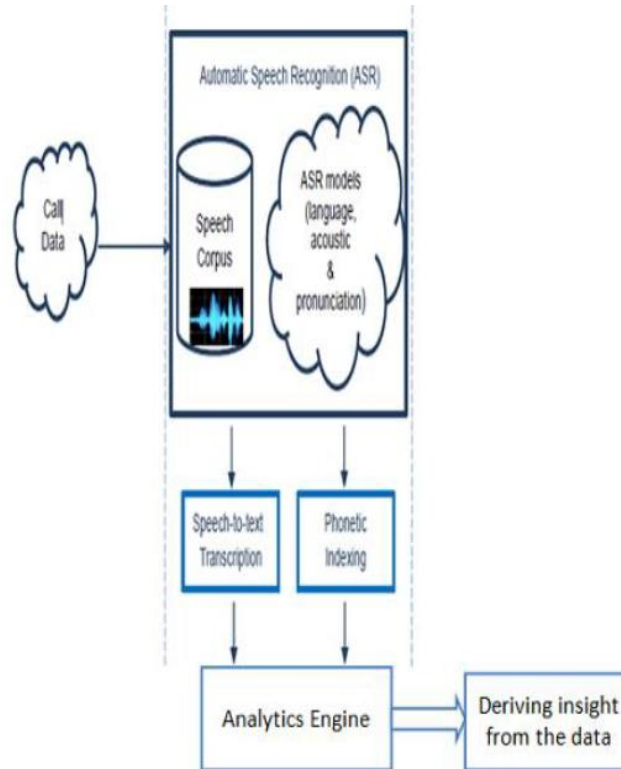 Automatic Speech Recognition (ASR)
Call
Data
Speech
Corpus
ASR models
(language,
acoustic
&
pronunciation)
Speech-to-text
Transcription
Phonetic
Indexing
Analytics Engine
Deriving insight
from the data